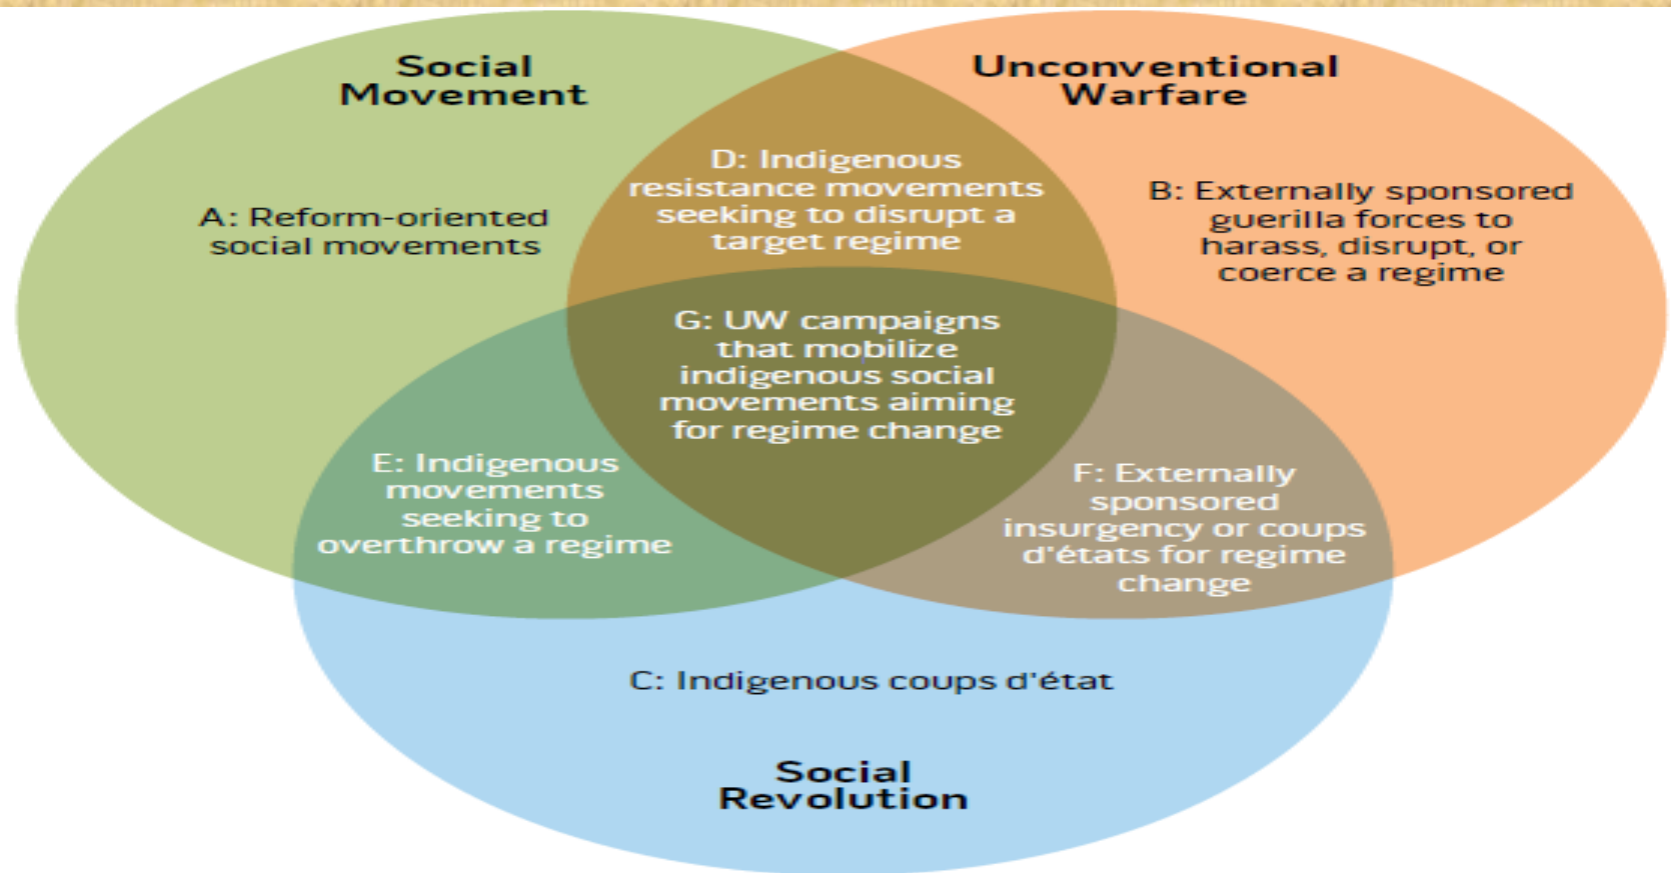 Social
Movement
Unconventional
Warfare
A: Reform-oriented
social movements
D: Indigenous
resistance movements
seeking to disrupt a
target regime
B: Externally sponsored
guerilla forces to
harass, disrupt, or
coerce a regime
G: UW campaigns
that mobilize
indigenous social
movements aiming
for regime change
E: Indigenous
movements
seeking to
overthrow a regime
F: Externally
sponsored
insurgency or coups
d'états for regime
change
C: Indigenous coups d'état
Social
Revolution